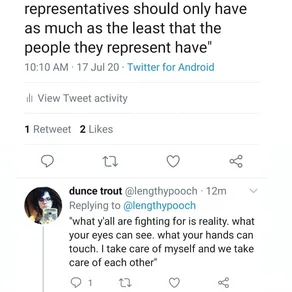 representatives should only have
as much as the least that the
people they represent have"
10:10 AM · 17 Jul 20 · Twitter for Android
View Tweet activity
1 Retweet 2 Likes
dunce trout @lengthypooch · 12m
Replying to @lengthypooch
"what y'all are fighting for is reality. what
your eyes can see. what your hands can
touch. I take care of myself and we take
care of each other"
1